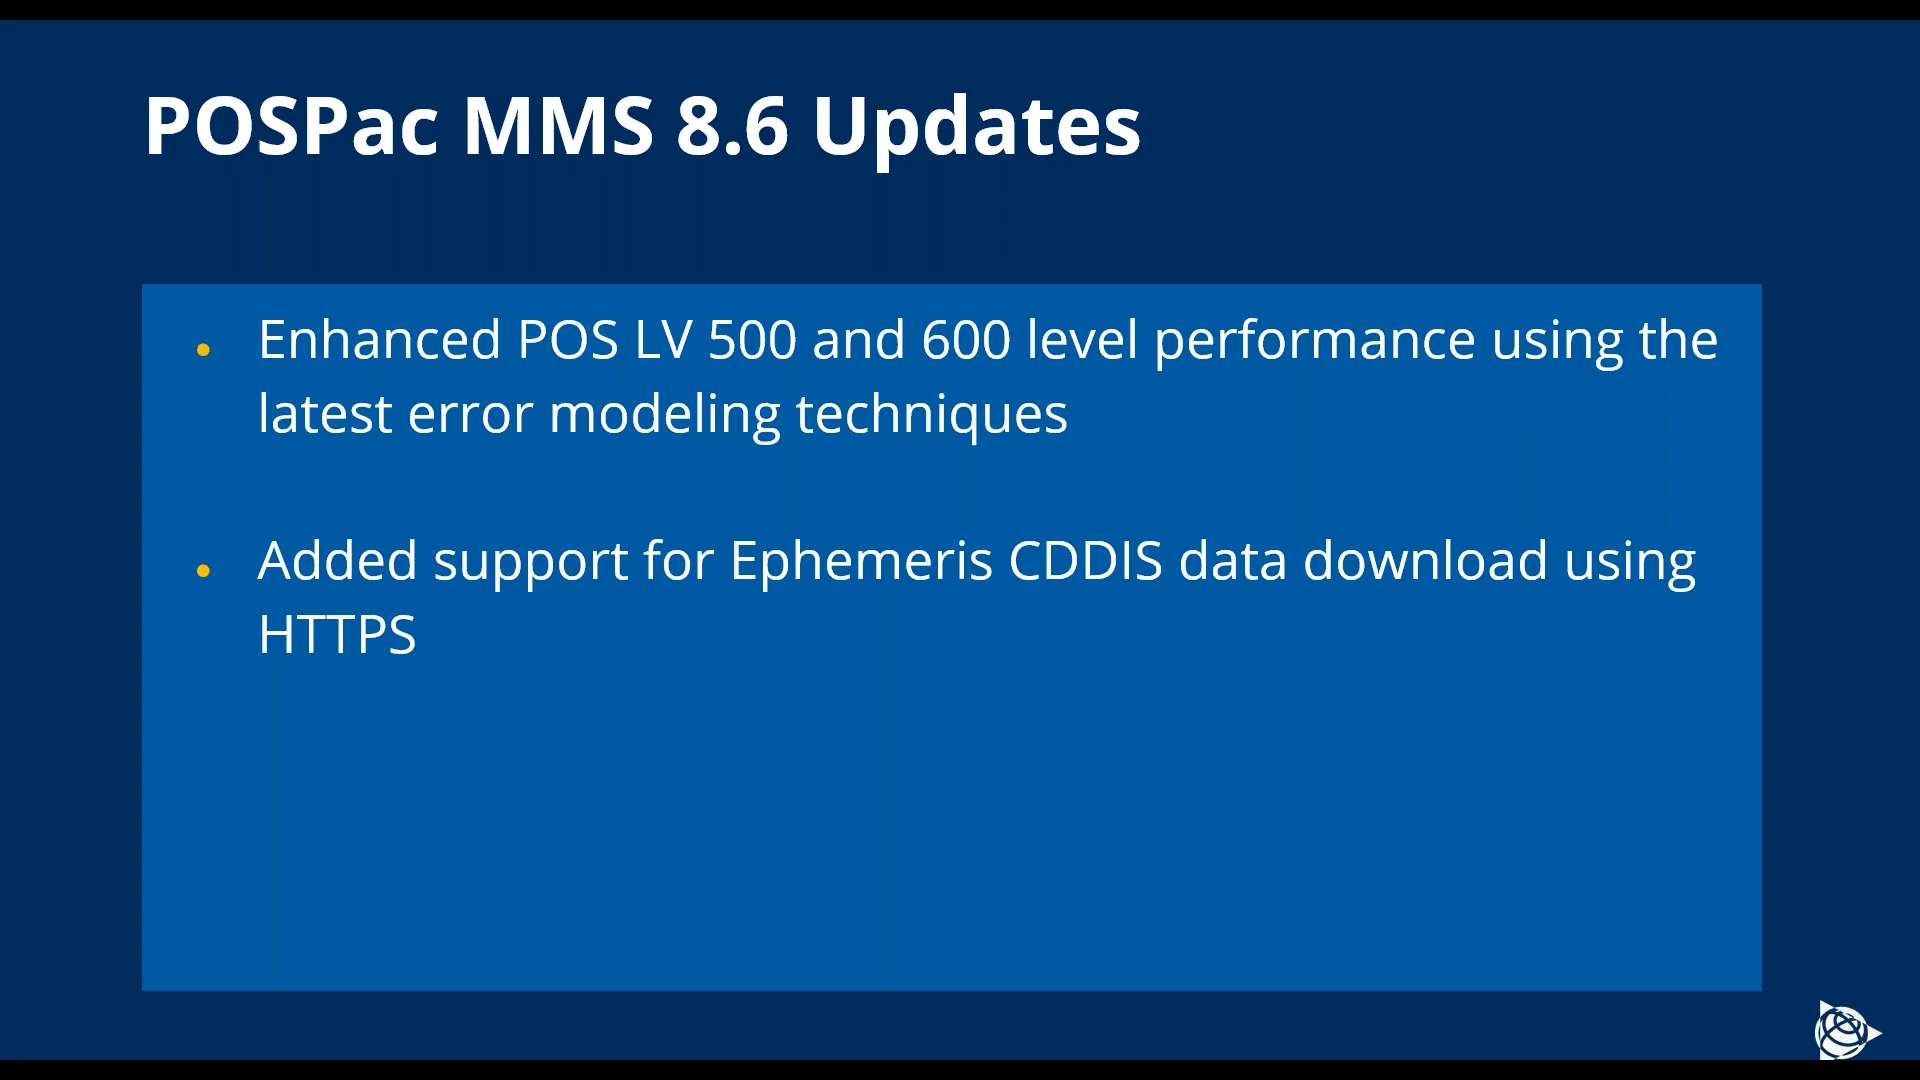 POSPac MMS 8.6 Updates
• Enhanced POS LV 500 and 600 level performance using the
latest error modeling techniques
• Added support for Ephemeris CDDIS data download using
HTTPS